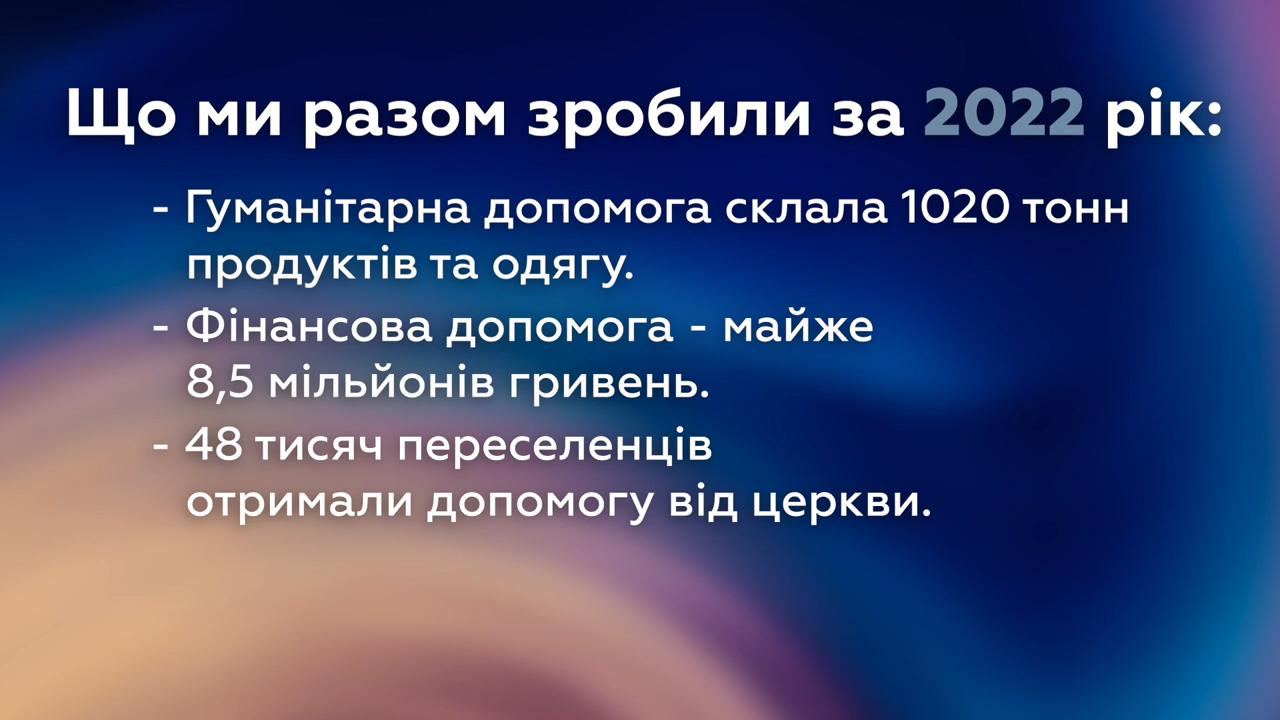 Що ми разом зробили за 2022 рік:
- Гуманітарна допомога склала 1020 тонн
продуктів та одягу.
- Фінансова допомога - майже
8,5 мільйонів гривень.
- 48 тисяч переселенців
отримали допомогу від церкви.